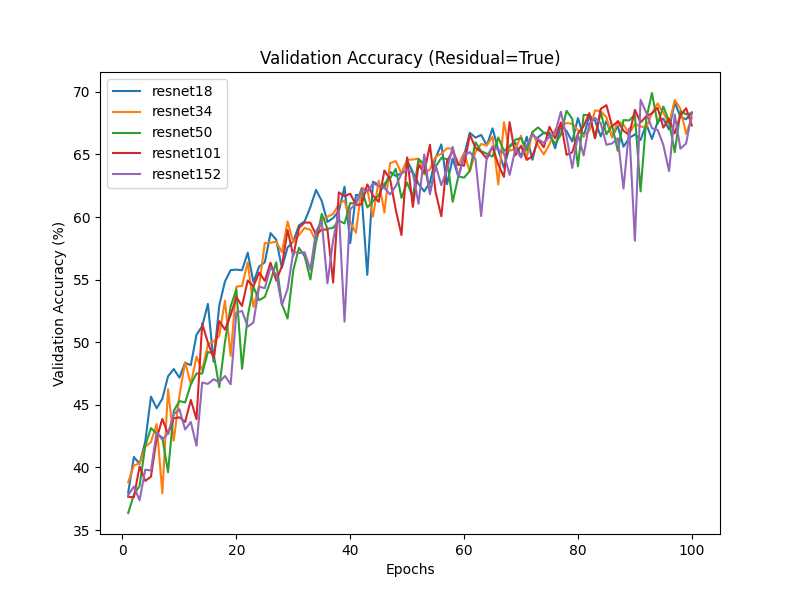 Validation Accuracy (Residual=True)
resnet18
resnet34
resnet50
resnet101
resnet152
Validation Accuracy (%)
70
65
60
55
50
45
40
35
0 20 40 60 80 100
Epochs